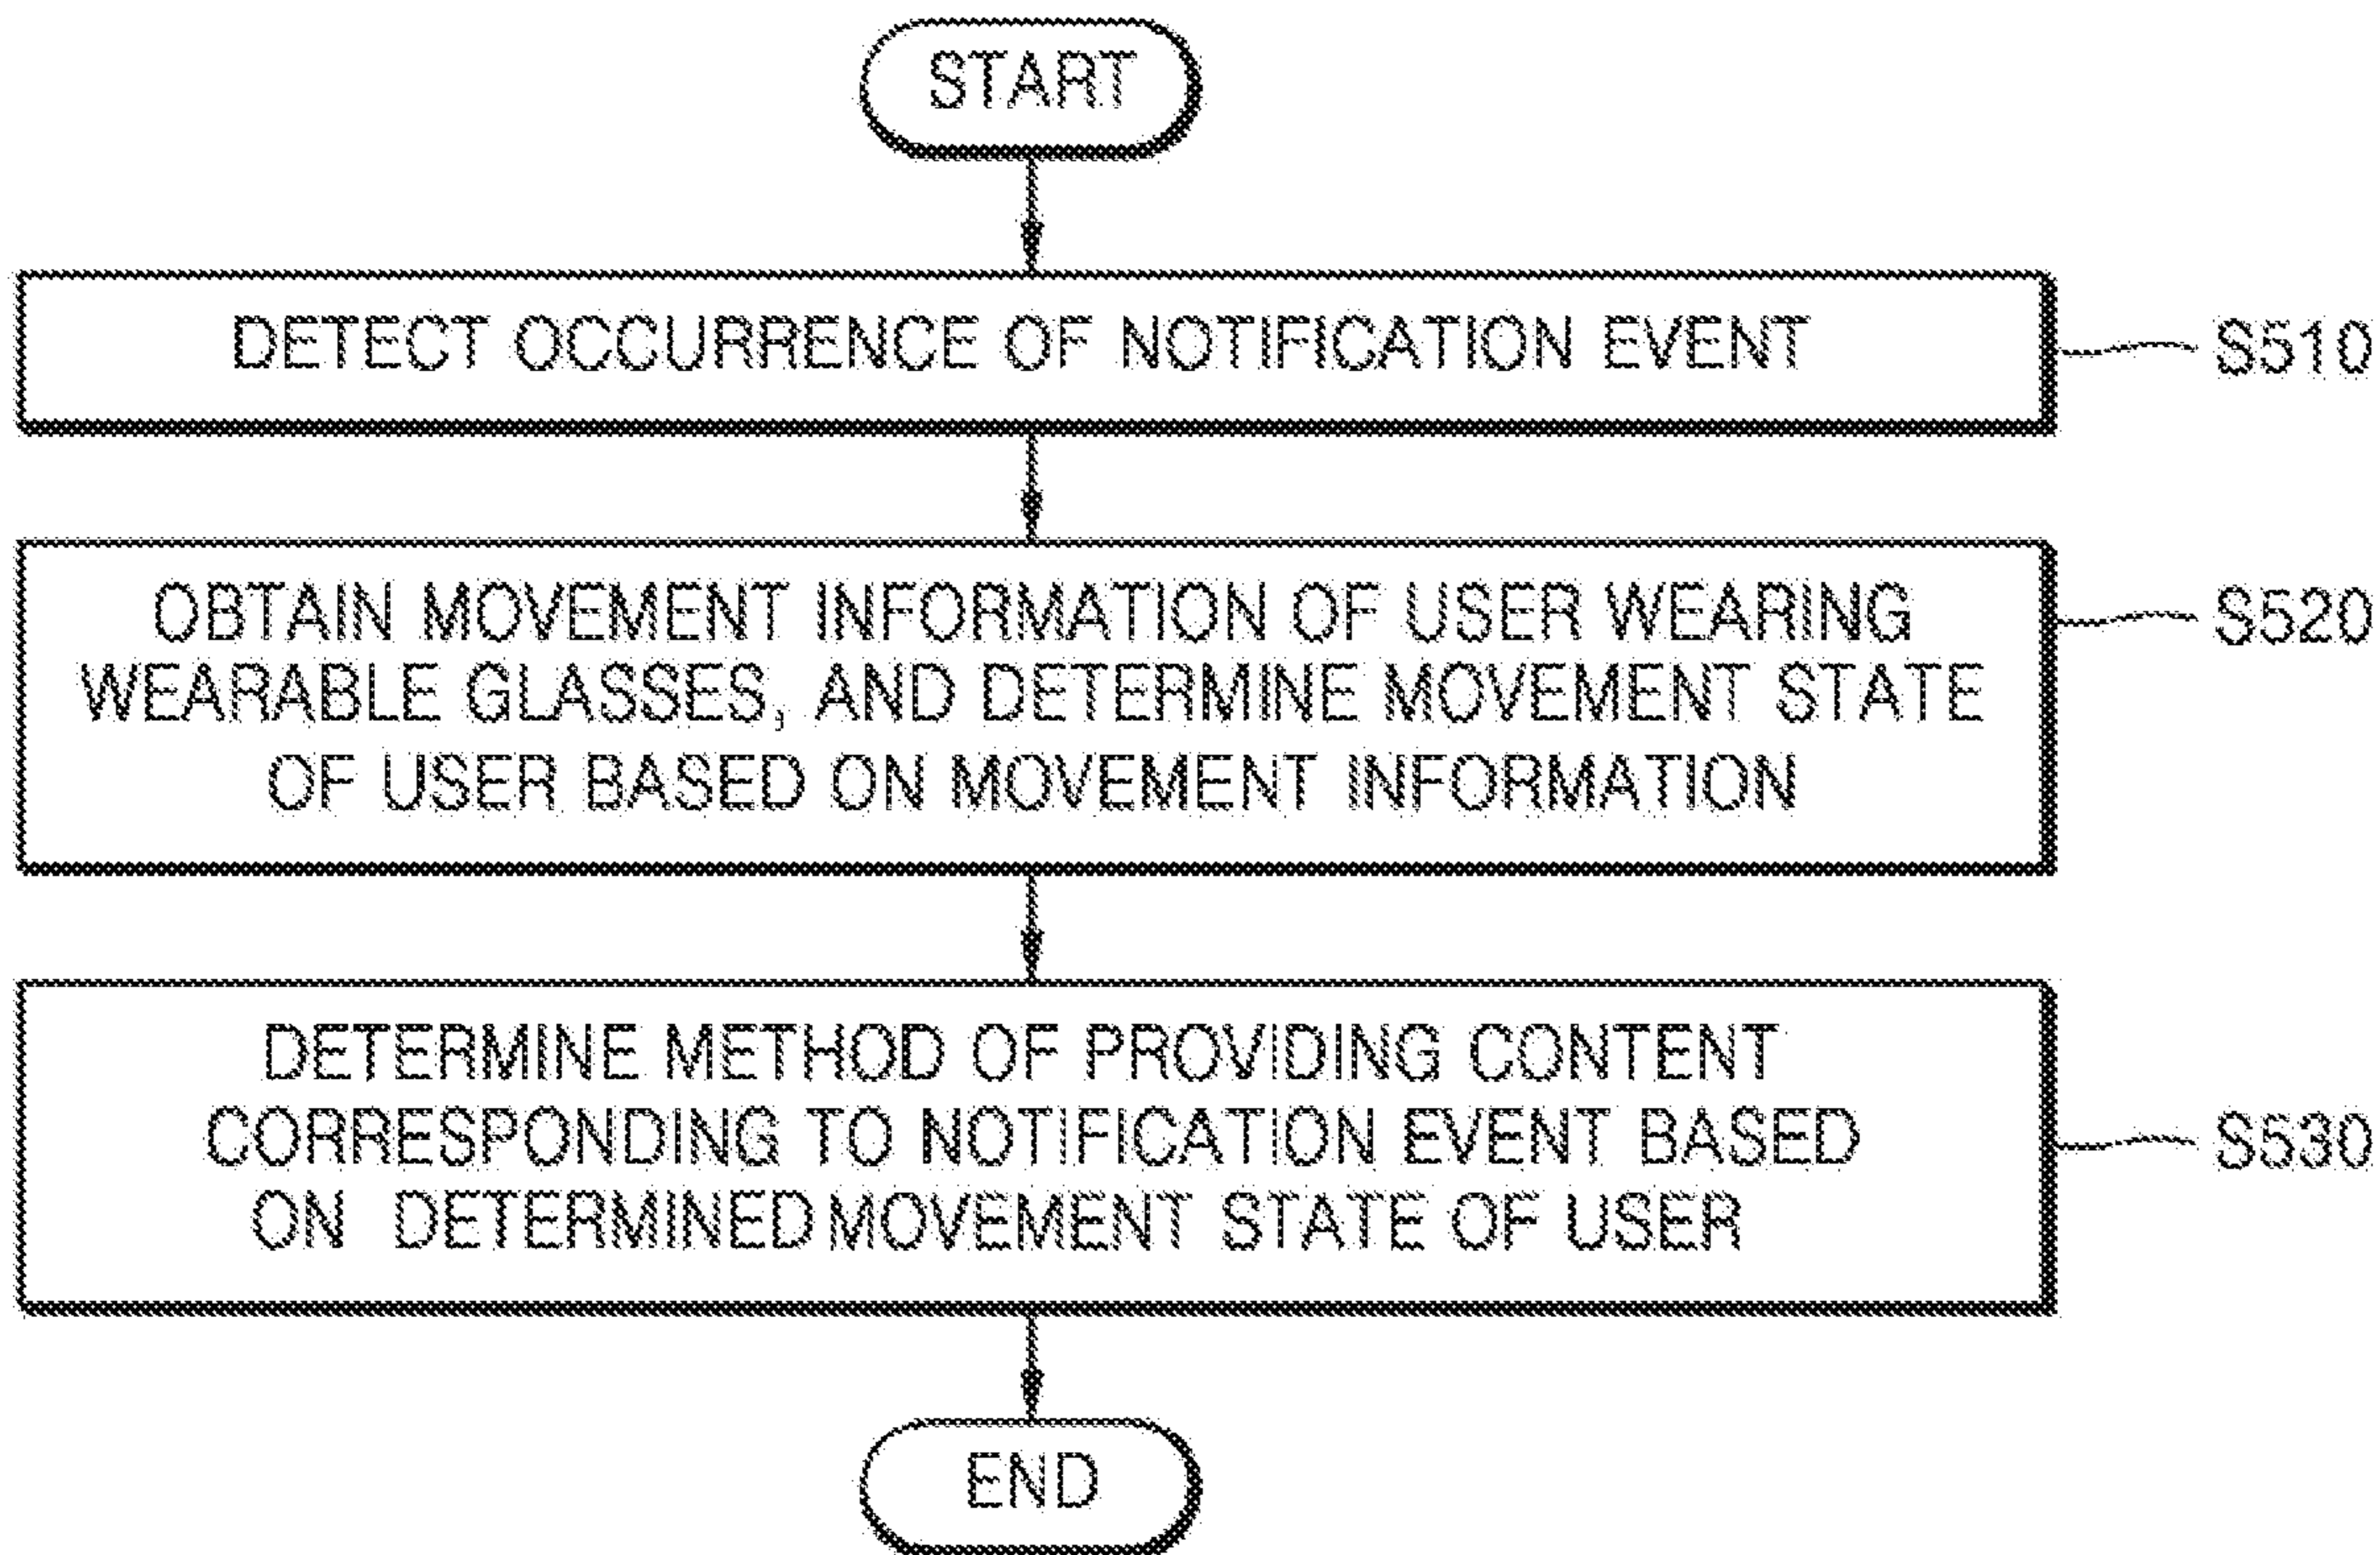 START
DETECT OCCURRENCE OF NOTIFICATION EVENT
S510
OBTAIN MOVEMENT INFORMATION OF USER WEARING
WEARABLE GLASSES, AND DETERMINE MOVEMENT STATE
OF USER BASED ON MOVEMENT INFORMATION
S520
DETERMINE METHOD OF PROVIDING CONTENT
CORRESPONDING TO NOTIFICATION EVENT BASED
ON DETERMINED MOVEMENT STATE OF USER
S530
END